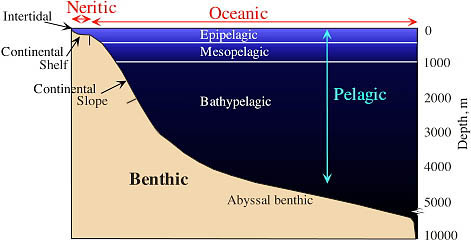 Neritic
Oceanic
Intertidal
Continental
Shelf
Continental
Slope
Epipelagic
Mesopelagic
Bathypelagic
Pelagic
Benthic
Abyssal benthic
0
1000
2000
3000
4000
5000
10000
Depth, m